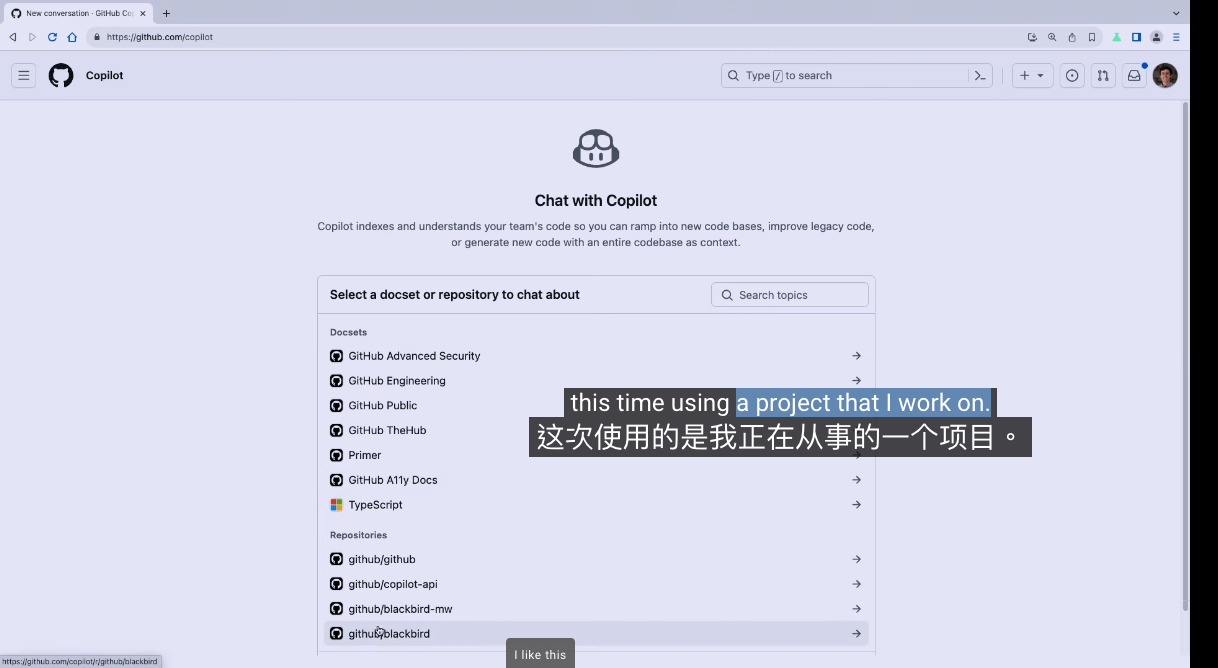 New conversation · GitHub Co
https://github.com/copilot
Copilot
Type / to search
Chat with Copilot
Copilot indexes and understands your team's code so you can ramp into new code bases, improve legacy code,
or generate new code with an entire codebase as context.
Select a docset or repository to chat about
Search topics
Docsets
GitHub Advanced Security
GitHub Engineering
GitHub Public
GitHub TheHub
Primer
GitHub A11y Docs
TypeScript
this time using a project that I work on.
这次使用的是我正在从事的一个项目。
Repositories
github/github
github/copilot-api
github/blackbird-mw
github/blackbird
I like this
https://github.com/copilot/r/github/blackbird